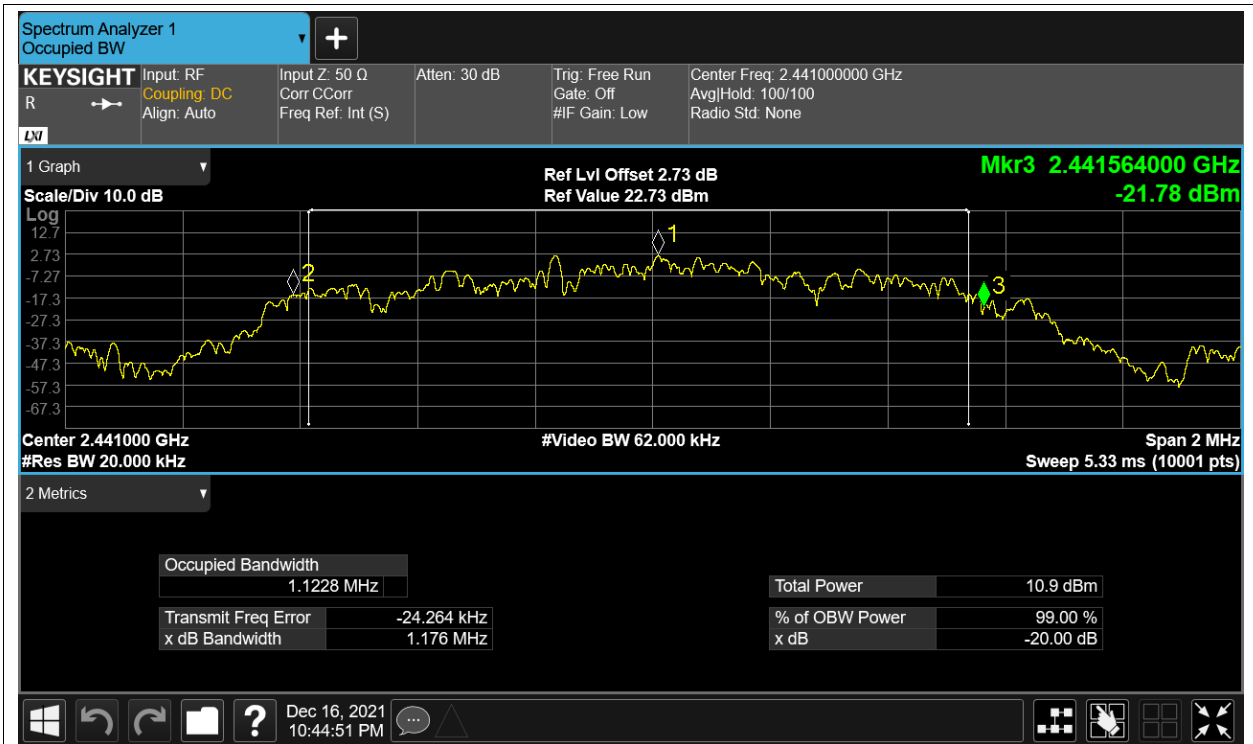 Spectrum Analyzer 1
Occupied BW
KEYSIGHT
R
LXI
Input: RF
Coupling: DC
Align: Auto
Input Z: 50 Ω
Corr CCorr
Freq Ref: Int (S)
Atten: 30 dB
Trig: Free Run
Gate: Off
#IF Gain: Low
Center Freq: 2.441000000 GHz
Avg|Hold: 100/100
Radio Std: None
1 Graph
Scale/Div 10.0 dB
Ref Lvl Offset 2.73 dB
Ref Value 22.73 dBm
Mkr3 2.441564000 GHz
-21.78 dBm
Log
12.7
2.73
-7.27
-17.3
-27.3
-37.3
-47.3
-57.3
-67.3
1
2
3
Center 2.441000 GHz
#Video BW 62.000 kHz
Span 2 MHz
#Res BW 20.000 kHz
Sweep 5.33 ms (10001 pts)
2 Metrics
Occupied Bandwidth
1.1228 MHz
Transmit Freq Error -24.264 kHz
x dB Bandwidth 1.176 MHz
Total Power 10.9 dBm
% of OBW Power 99.00 %
x dB -20.00 dB
?
Dec 16, 2021
10:44:51 PM